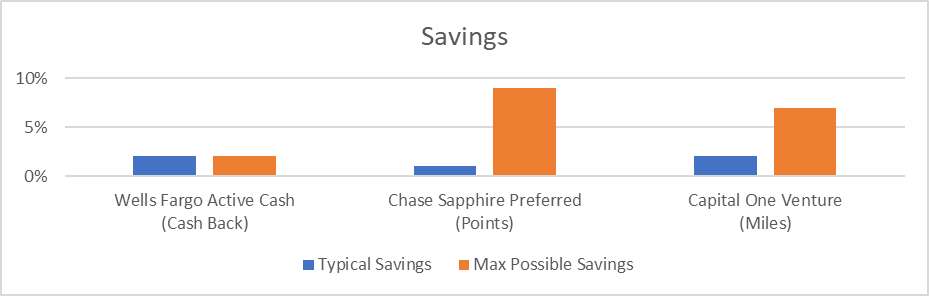 Savings
10%
5%
0%
Wells Fargo Active Cash
(Cash Back)
Chase Sapphire Preferred
(Points)
Capital One Venture
(Miles)
Typical Savings
Max Possible Savings